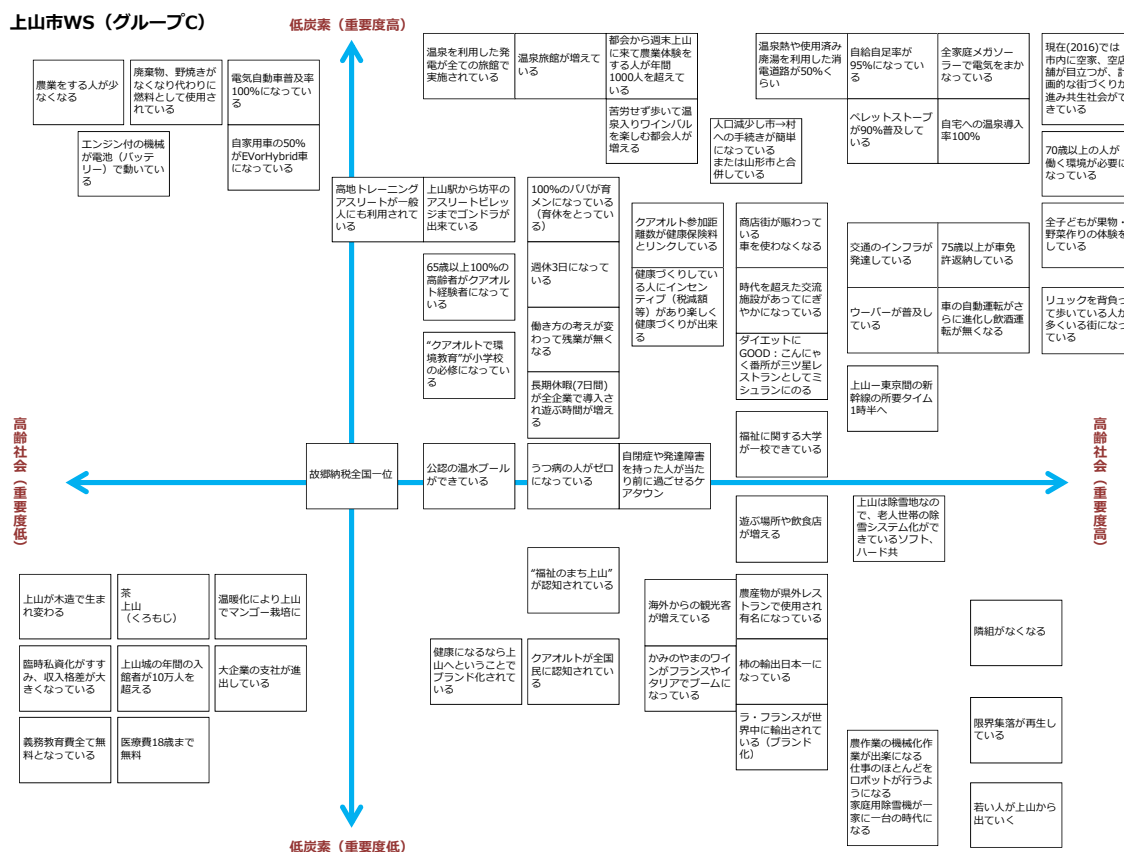 上山市WS（グループC）
低炭素（重要度高）
農業をする人が少
なくなる
廃棄物、野焼きが
なくなり代わりに
燃料として使用さ
れている
電気自動車普及率
100%になってい
る
エンジン付の機械
が電池（バッテ
リー）で動いてい
る
自家用車の50%
がEVorHybrid車
になっている
温泉を利用した発
電が全ての旅館で
実施されている
温泉旅館が増えて
いる
都会から週末上山
に来て農業体験を
する人が年間
1000人を超えて
いる
苦労せず歩いて温
泉入りワインバル
を楽しむ都会人が
増える
人口減少し市→村
への手続きが簡単
になっている
または山形市と合
併している
温泉熱や使用済み
廃湯を利用した消
電道路が50%く
らい
自給自足率が
95%になってい
る
全家庭メガソー
ラーで電気をまか
なっている
ペレットストーブ
が90%普及して
いる
自宅への温泉導入
率100%
現在(2016)では
市内に空家、空店
舗が目立つが、計
画的な街づくりが
進み共生社会がで
きている
70歳以上の人が
働く環境が必要に
なっている
高地トレーニング
アスリートが一般
人にも利用されて
いる
上山駅から坊平の
アスリートビレッ
ジまでゴンドラが
出来ている
100%のパパが育
メンになっている
（育休をとってい
る）
65歳以上100%の
高齢者がクアオル
ト経験者になって
いる
週休3日になって
いる
“クアオルトで環
境教育”が小学校
の必修になってい
る
働き方の考えが変
わって残業が無く
なる
長期休暇(7日間)
が全企業で導入さ
れ遊ぶ時間が増え
る
クアオルト参加距
離数が健康保険料
とリンクしている
健康づくりしてい
る人にインセン
ティブ（税減額
等）があり楽しく
健康づくりが出来
る
商店街が賑わって
いる
車を使わなくなる
時代を超えた交流
施設があってにぎ
やかになっている
ダイエットに
GOOD：こんにゃ
く番所が三ツ星レ
ストランとしてミ
シュランにのる
交通のインフラが
発達している
75歳以上が車免
許返納している
ウーバーが普及し
ている
車の自動運転がさ
らに進化し飲酒運
転が無くなる
上山ー東京間の新
幹線の所要タイム
1時半へ
全子どもが果物・
野菜作りの体験を
している
リュックを背負っ
て歩いている人が
多くいる街になっ
ている
福祉に関する大学
が一校できている
高齢社会（重要度低）
故郷納税全国一位
公認の温水プール
ができている
うつ病の人がゼロ
になっている
自閉症や発達障害
を持った人が当た
り前に過ごせるケ
アタウン
高齢社会（重要度高）
遊ぶ場所や飲食店
が増える
上山は除雪地なの
で、老人世帯の除
雪システム化がで
きているソフト、
ハード共
上山が木造で生ま
れ変わる
茶
上山
（くろもじ）
温暖化により上山
でマンゴー栽培に
臨時私資化がすす
み、収入格差が大
きくなっている
上山城の年間の入
館者が10万人を
超える
大企業の支社が進
出している
義務教育費全て無
料となっている
医療費18歳まで
無料
“福祉のまち上山”
が認知されている
健康になるなら上
山へということで
ブランド化されて
いる
クアオルトが全国
民に認知されてい
る
海外からの観光客
が増えている
農産物が県外レス
トランで使用され
有名になっている
かみのやまのワイ
ンがフランスやイ
タリアでブームに
なっている
柿の輸出日本一に
なっている
ラ・フランスが世
界中に輸出されて
いる（ブランド
化）
隣組がなくなる
限界集落が再生し
ている
農作業の機械化作
業が出楽になる
仕事のほとんどを
ロボットが行うよ
うになる
家庭用除雪機が一
家に一台の時代に
なる
若い人が上山から
出ていく
低炭素（重要度低）